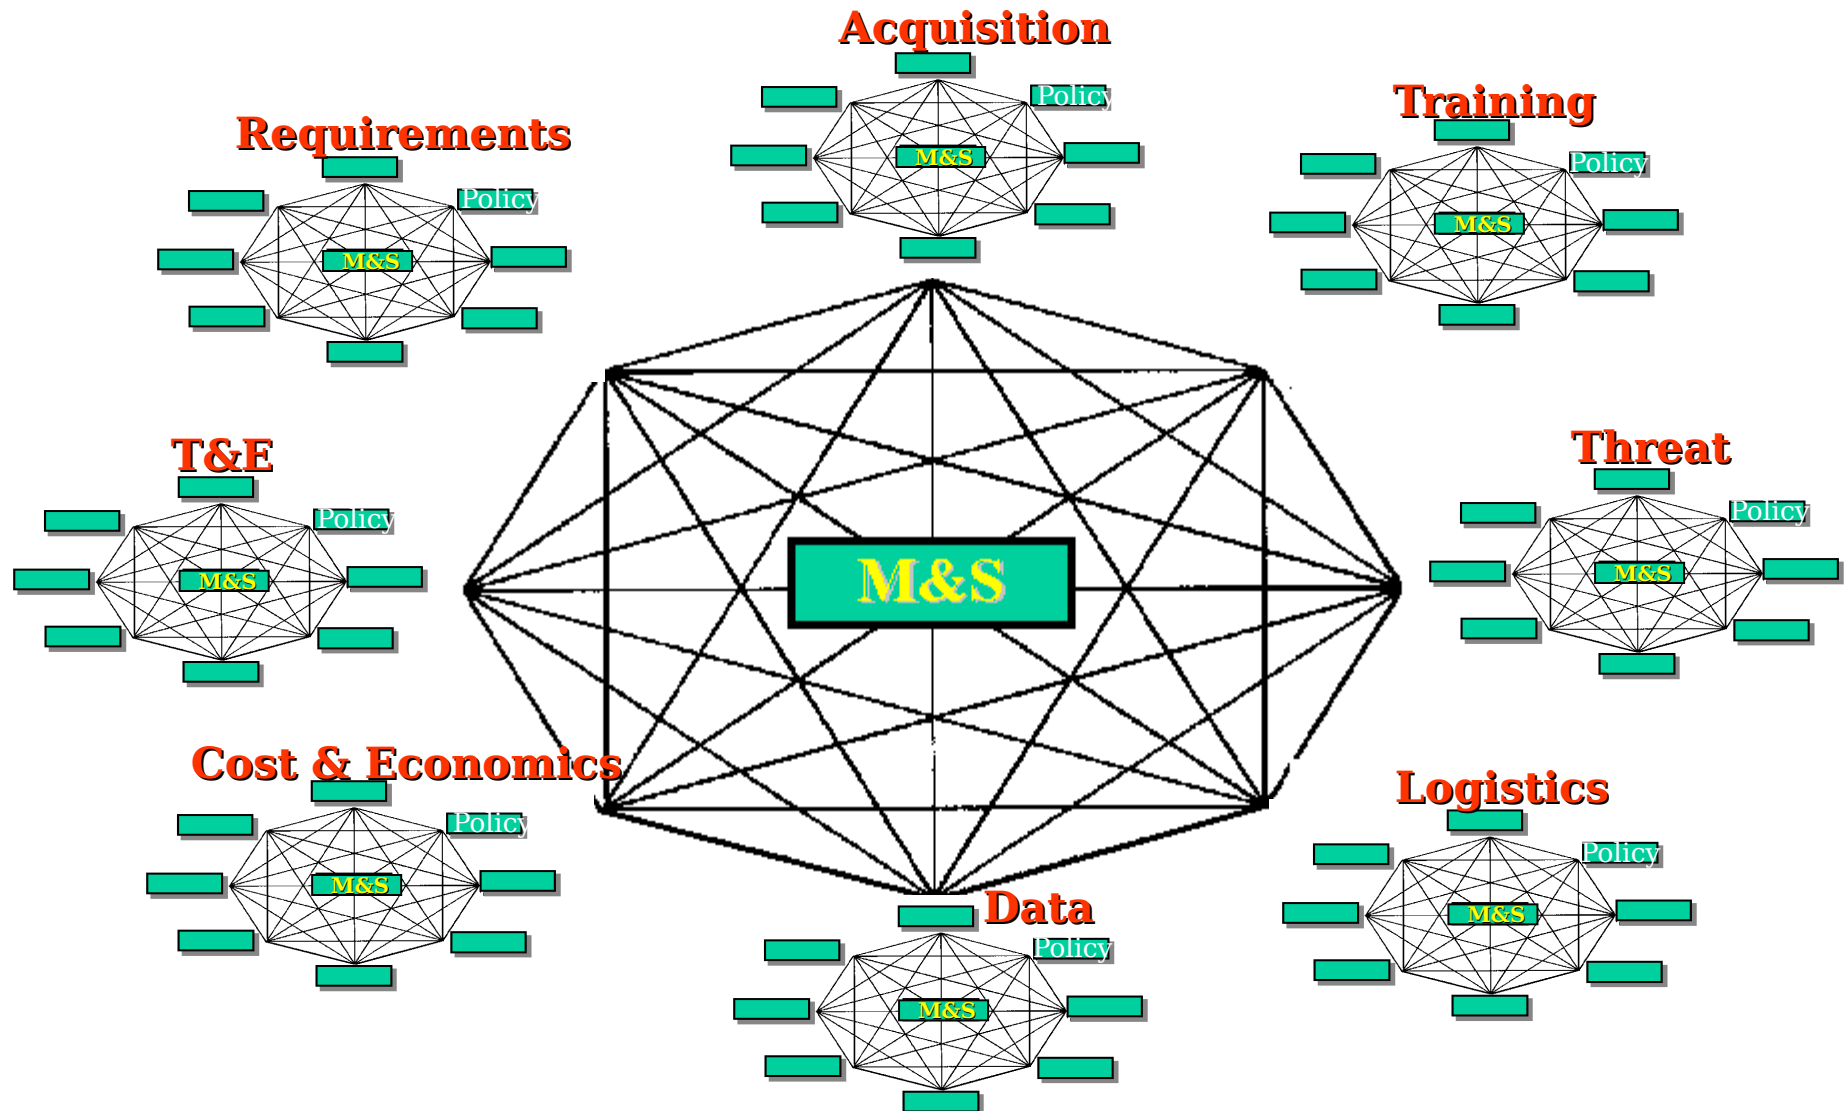 Acquisition
Policy
M&S
Training
Policy
M&S
Requirements
Policy
M&S
T&E
Policy
M&S
Threat
Policy
M&S
M&S
Cost & Economics
Policy
M&S
Logistics
Policy
M&S
Data
Policy
M&S